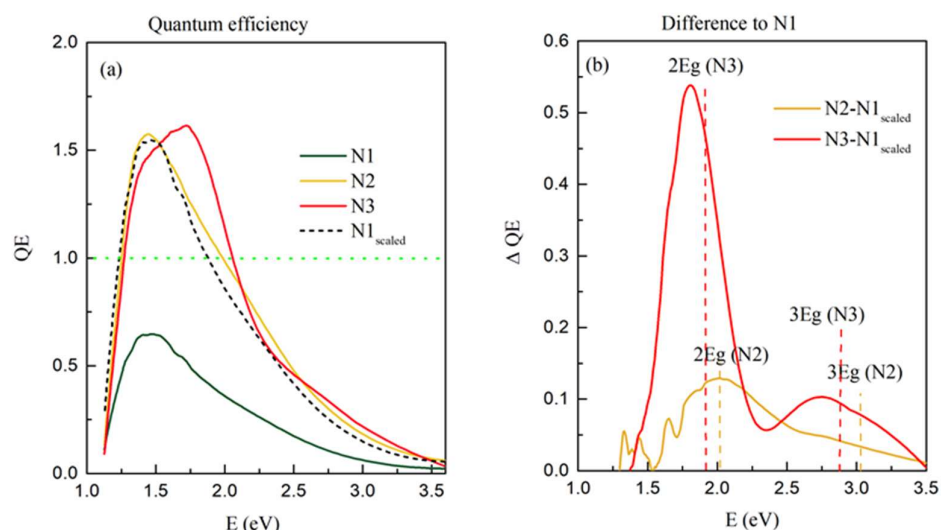 Quantum efficiency
(a)
2.0
1.5
1.0
0.5
0.0
QE
N1
N2
N3
N1scaled
1.0 1.5 2.0 2.5 3.0 3.5
E (eV)
Difference to N1
(b)
0.6
0.5
0.4
0.3
0.2
0.1
0.0
Δ QE
2Eg (N3)
N2-N1scaled
N3-N1scaled
3Eg (N3)
2Eg (N2)
3Eg (N2)
1.0 1.5 2.0 2.5 3.0 3.5
E (eV)